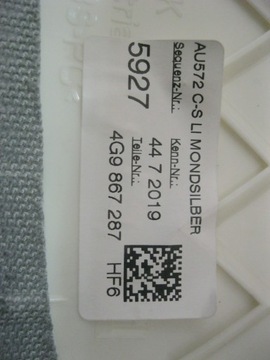 AU572 C-S LI MONDSILBER
Sequenz-Nr.: Kenn-Nr.:
5927 44 7 2019
Teile-Nr.:
4G9 867 287 HF6